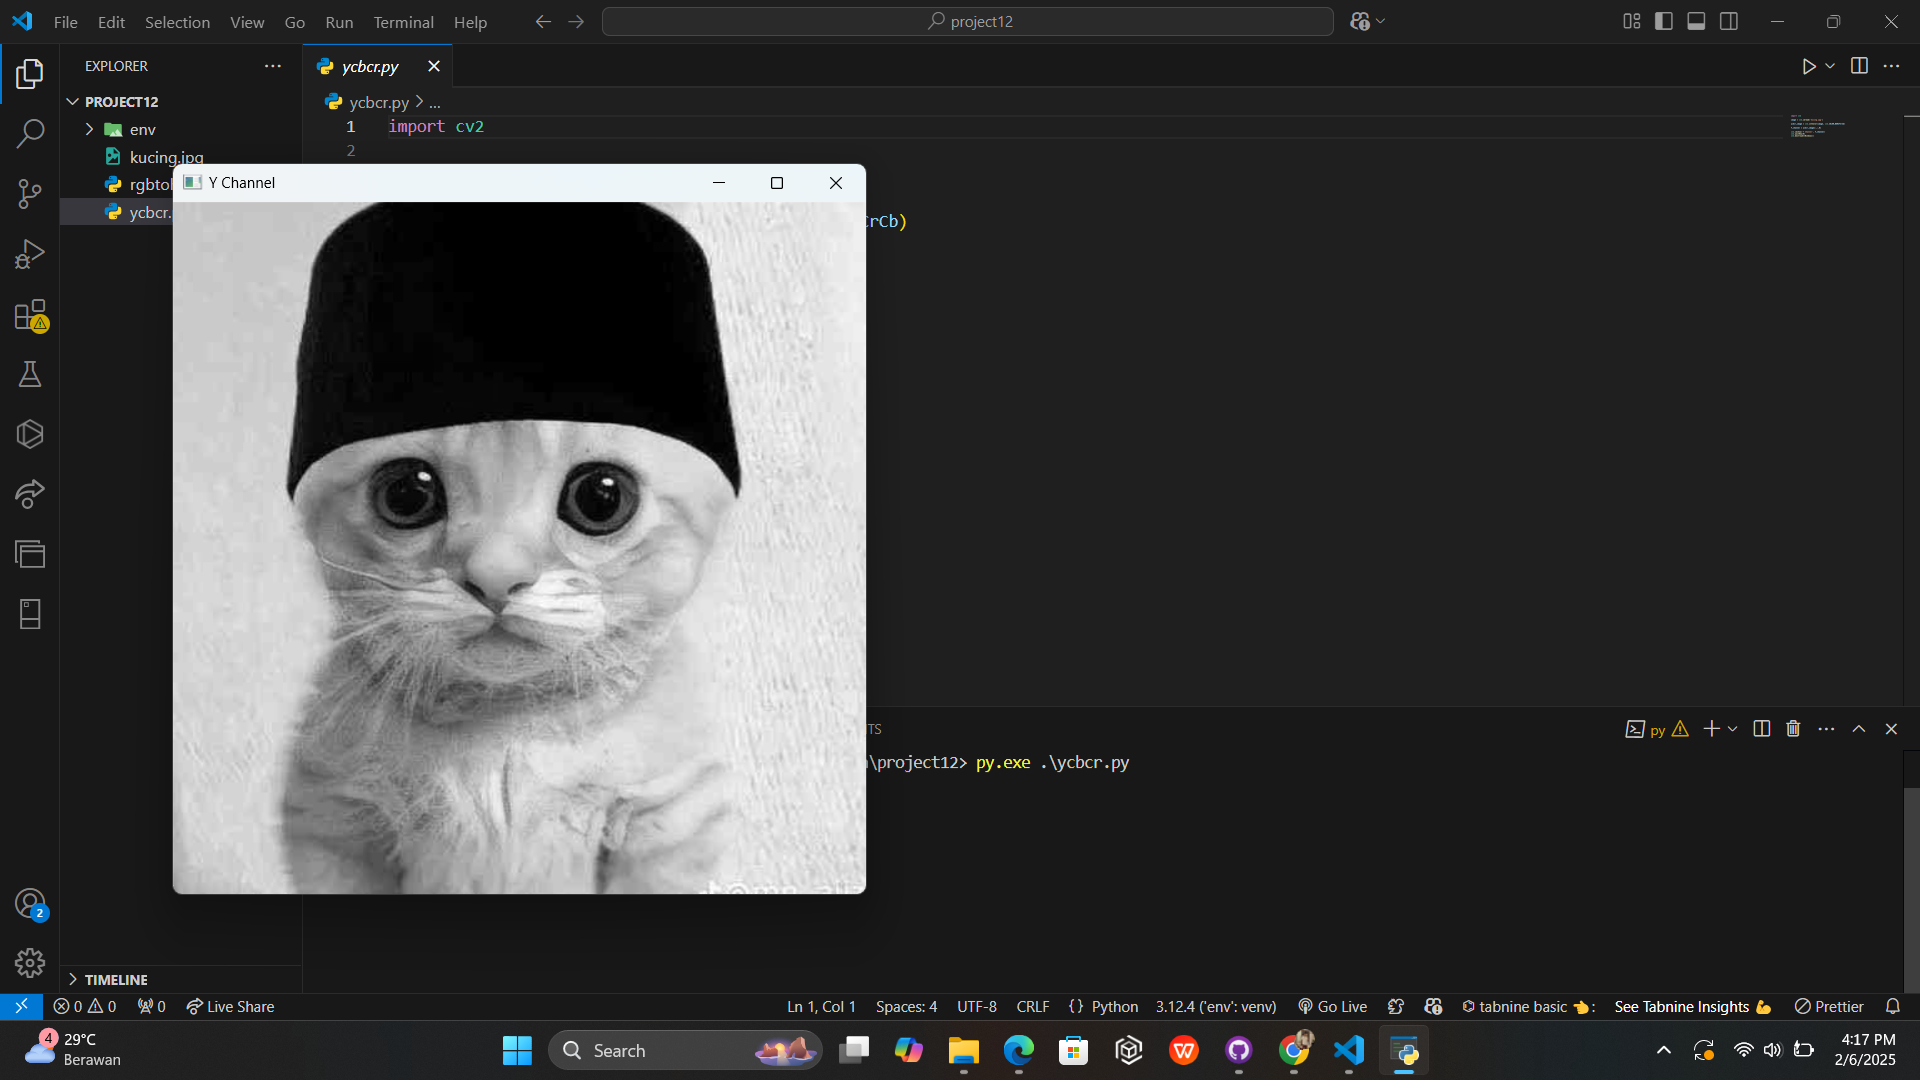 File Edit Selection View Go Run Terminal Help
project12
EXPLORER
ycbcr.py
PROJECT12
ycbcr.py > ...
env
1 import cv2
kucing.jpg
2
rgbtol
Y Channel
ycbcr.
CrCb)
TS
py
\project12> py.exe .\ycbcr.py
2
TIMELINE
0 0 0 Live Share
Ln 1, Col 1 Spaces: 4 UTF-8 CRLF {} Python 3.12.4 ('env': venv) Go Live tabnine basic 👈: See Tabnine Insights 💪 Prettier
4
29°C
Berawan
Search
4:17 PM
2/6/2025